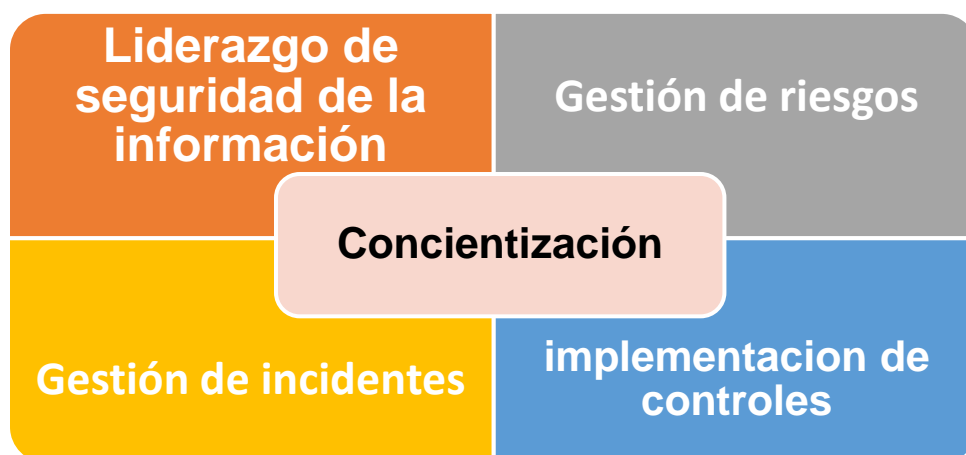 Liderazgo de
seguridad de la
información
Gestión de riesgos
Concientización
Gestión de incidentes
implementacion de
controles